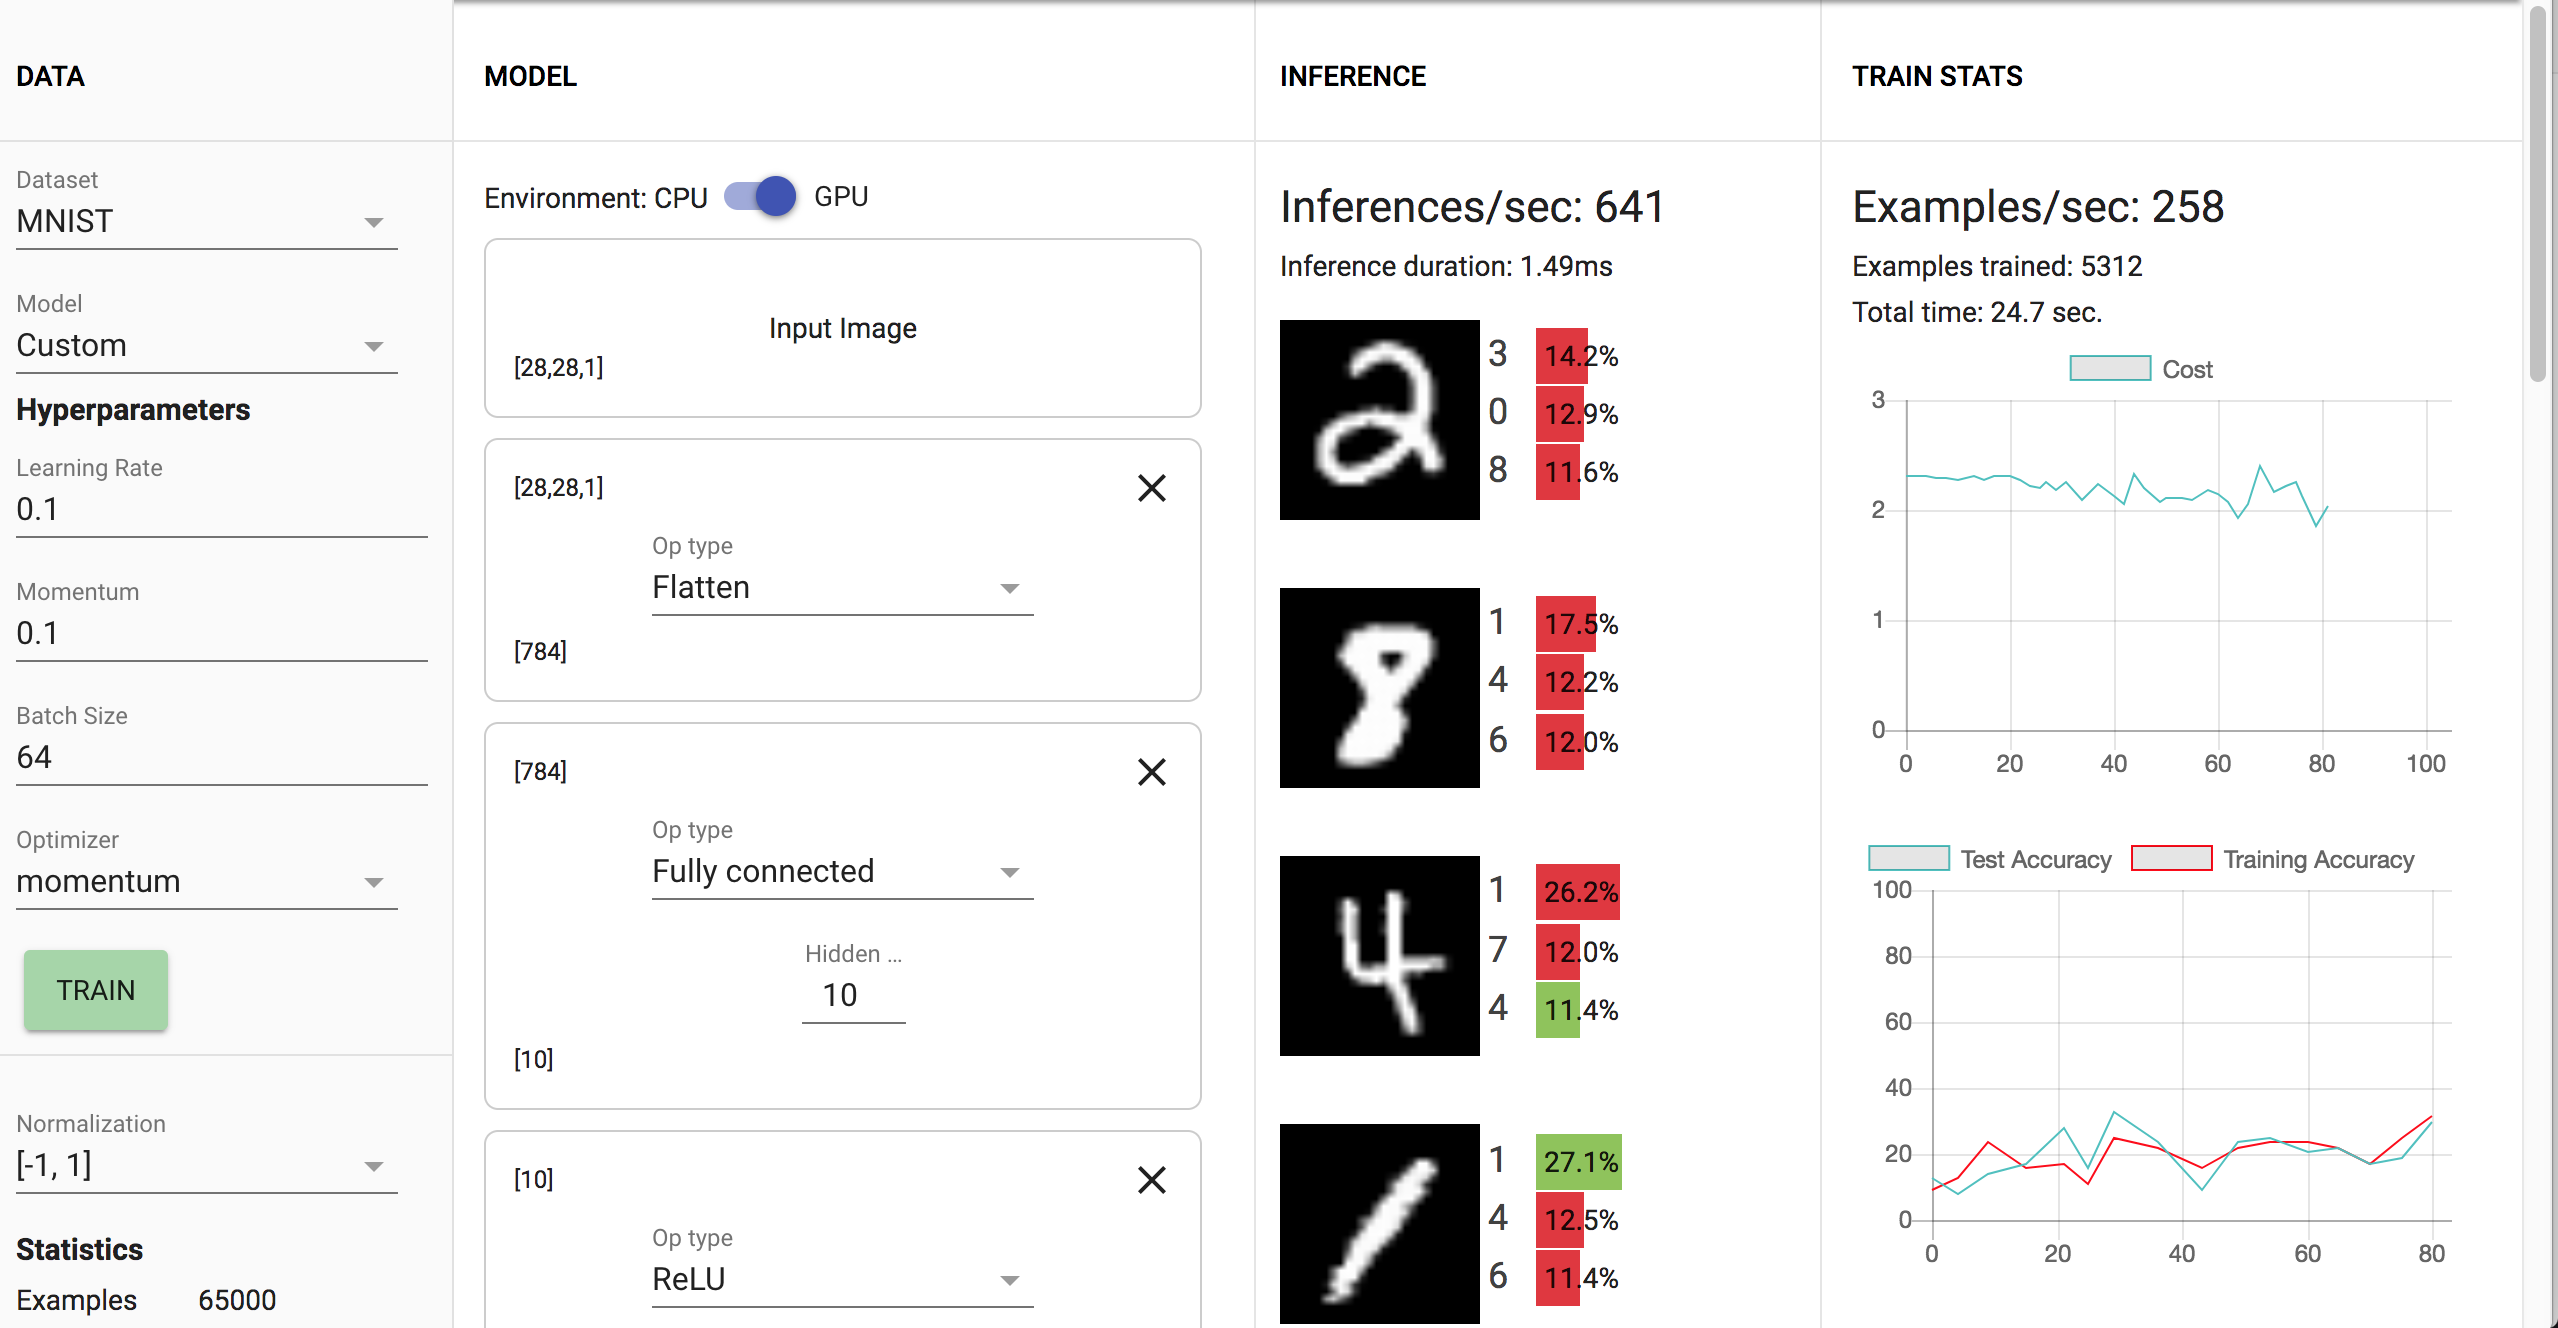 DATA
Dataset
MNIST
Model
Custom
Hyperparameters
Learning Rate
0.1
Momentum
0.1
Batch Size
64
Optimizer
momentum
TRAIN
Normalization
[-1, 1]
Statistics
Examples 65000
MODEL
Environment: CPU GPU
Input Image
[28,28,1]
[28,28,1]
Op type
Flatten
[784]
[784]
Op type
Fully connected
Hidden ...
10
[10]
[10]
Op type
ReLU
INFERENCE
Inferences/sec: 641
Inference duration: 1.49ms
2
3 14.2%
0 12.9%
8 11.6%
8
1 17.5%
4 12.2%
6 12.0%
4
1 26.2%
7 12.0%
4 11.4%
1
1 27.1%
4 12.5%
6 11.4%
TRAIN STATS
Examples/sec: 258
Examples trained: 5312
Total time: 24.7 sec.
Cost
3
2
1
0
0 20 40 60 80 100
Test Accuracy Training Accuracy
100
80
60
40
20
0
0 20 40 60 80